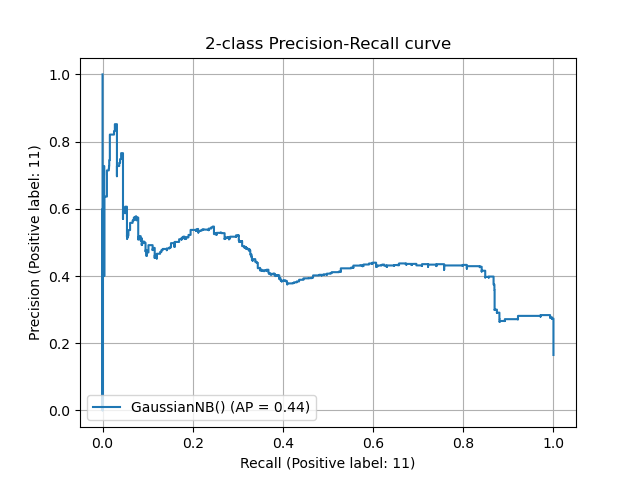 2-class Precision-Recall curve
Precision (Positive label: 11)
1.0
0.8
0.6
0.4
0.2
0.0
GaussianNB() (AP = 0.44)
0.0 0.2 0.4 0.6 0.8 1.0
Recall (Positive label: 11)